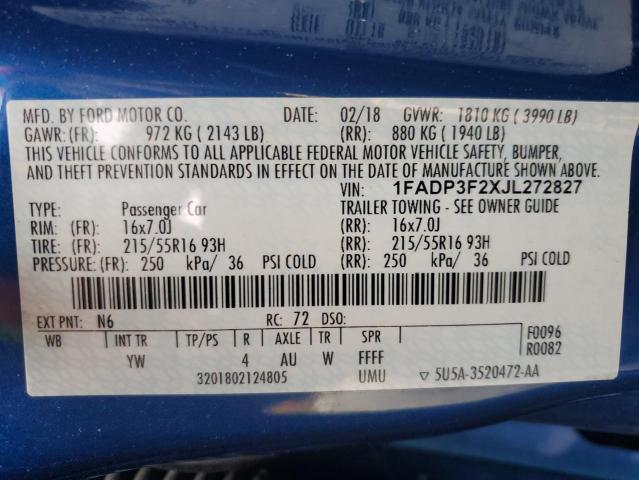 MFD. BY FORD MOTOR CO. DATE: 02/18 GVWR: 1810 KG ( 3990 LB)
GAWR: (FR): 972 KG ( 2143 LB) (RR): 880 KG ( 1940 LB)
THIS VEHICLE CONFORMS TO ALL APPLICABLE FEDERAL MOTOR VEHICLE SAFETY, BUMPER,
AND THEFT PREVENTION STANDARDS IN EFFECT ON THE DATE OF MANUFACTURE SHOWN ABOVE.
VIN: 1FADP3F2XJL272827
TYPE: Passenger Car TRAILER TOWING - SEE OWNER GUIDE
RIM: (FR): 16x7.0J (RR): 16x7.0J
TIRE: (FR): 215/55R16 93H (RR): 215/55R16 93H
PRESSURE: (FR): 250 kPa/ 36 PSI COLD (RR): 250 kPa/ 36 PSI COLD
EXT PNT: N6 RC: 72 DSO:
WB INT TR TP/PS R AXLE TR SPR F0096
YW 4 AU W FFFF R0082
3201802124805 UMU ▽ 5U5A-3520472-AA